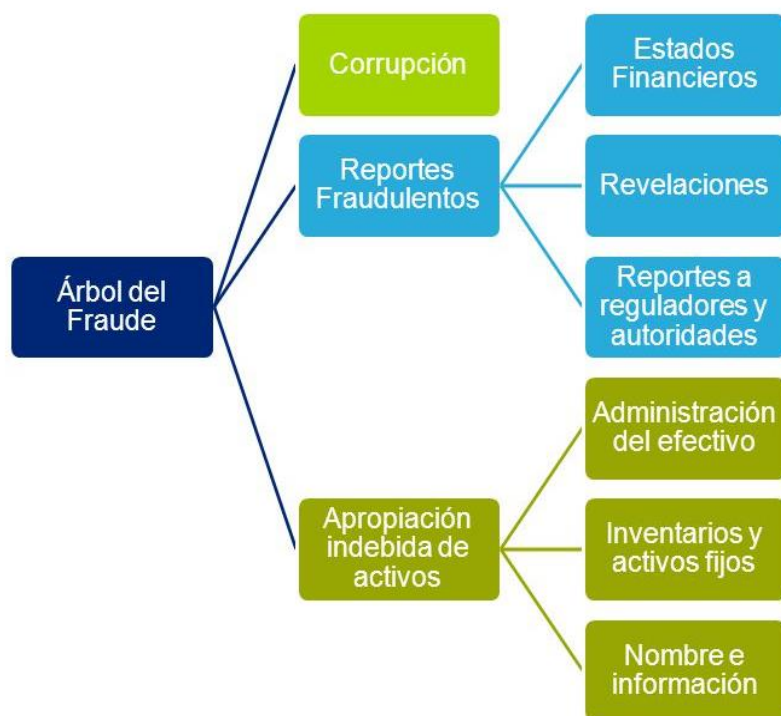 Árbol del
Fraude
Corrupción
Reportes
Fraudulentos
Estados
Financieros
Revelaciones
Reportes a
reguladores y
autoridades
Apropiación
indebida de
activos
Administración
del efectivo
Inventarios y
activos fijos
Nombre e
información